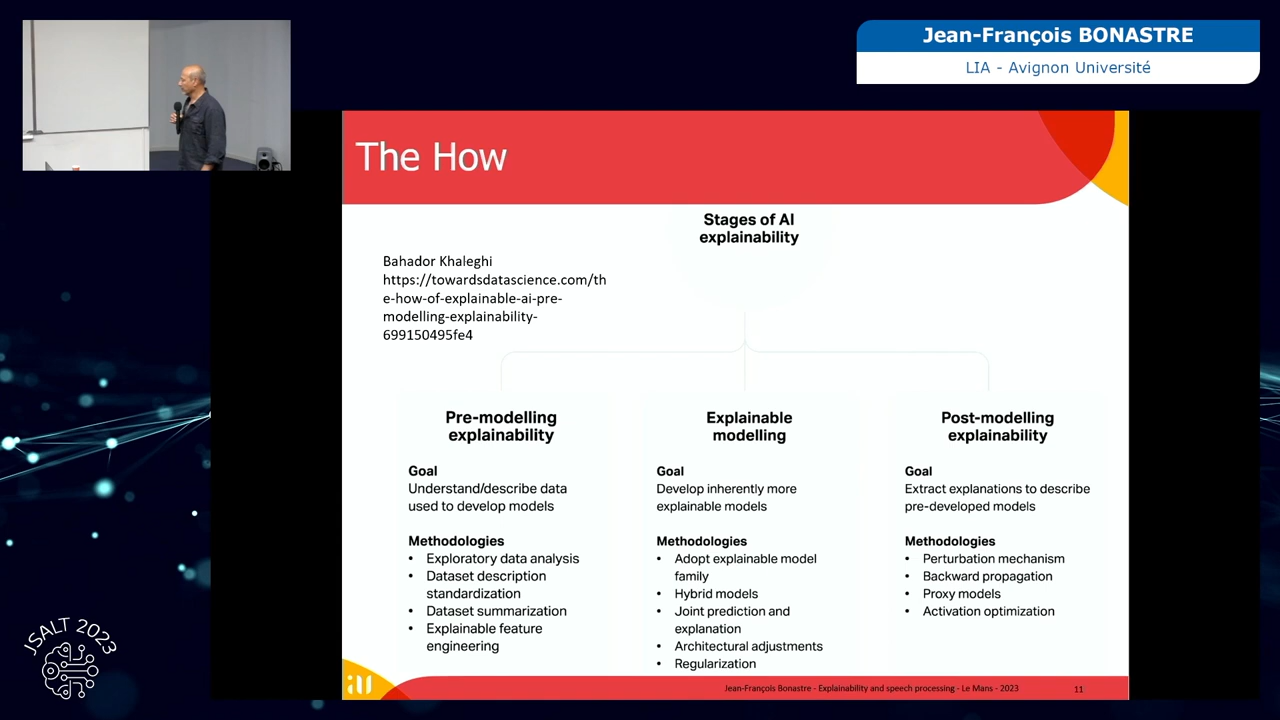 Jean-François BONASTRE
LIA - Avignon Université
The How
Stages of AI
explainability
Bahador Khaleghi
https://towardsdatascience.com/th
e-how-of-explainable-ai-pre-
modelling-explainability-
699150495fe4
Pre-modelling
explainability
Goal
Understand/describe data
used to develop models
Methodologies
• Exploratory data analysis
• Dataset description
standardization
• Dataset summarization
• Explainable feature
engineering
Explainable
modelling
Goal
Develop inherently more
explainable models
Methodologies
• Adopt explainable model
family
• Hybrid models
• Joint prediction and
explanation
• Architectural adjustments
• Regularization
Post-modelling
explainability
Goal
Extract explanations to describe
pre-developed models
Methodologies
• Perturbation mechanism
• Backward propagation
• Proxy models
• Activation optimization
Jean-François Bonastre - Explainability and speech processing - Le Mans - 2023
11
JSALT 2023